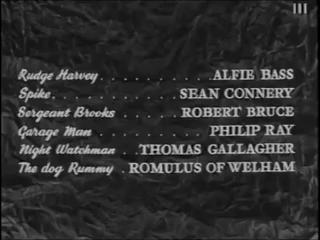 III
Rudge Harvey . . . . . . . . . ALFIE BASS
Spike . . . . . . . . . . SEAN CONNERY
Sergeant Brooks . . . . . ROBERT BRUCE
Garage Man . . . . . . . . . PHILIP RAY
Night Watchman . . THOMAS GALLAGHER
The dog Rummy . ROMULUS OF WELHAM